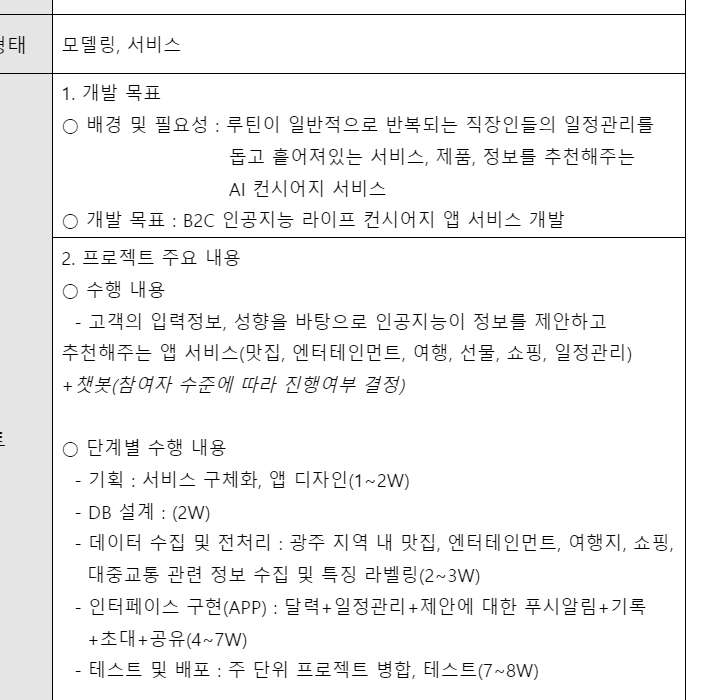 형태
모델링, 서비스
1. 개발 목표
○ 배경 및 필요성 : 루틴이 일반적으로 반복되는 직장인들의 일정관리를
돕고 흩어져있는 서비스, 제품, 정보를 추천해주는
AI 컨시어지 서비스
○ 개발 목표 : B2C 인공지능 라이프 컨시어지 앱 서비스 개발
2. 프로젝트 주요 내용
○ 수행 내용
- 고객의 입력정보, 성향을 바탕으로 인공지능이 정보를 제안하고
추천해주는 앱 서비스(맛집, 엔터테인먼트, 여행, 선물, 쇼핑, 일정관리)
+챗봇(참여자 수준에 따라 진행여부 결정)
○ 단계별 수행 내용
- 기획 : 서비스 구체화, 앱 디자인(1~2W)
- DB 설계 : (2W)
- 데이터 수집 및 전처리 : 광주 지역 내 맛집, 엔터테인먼트, 여행지, 쇼핑,
대중교통 관련 정보 수집 및 특징 라벨링(2~3W)
- 인터페이스 구현(APP) : 달력+일정관리+제안에 대한 푸시알림+기록
+초대+공유(4~7W)
- 테스트 및 배포 : 주 단위 프로젝트 병합, 테스트(7~8W)